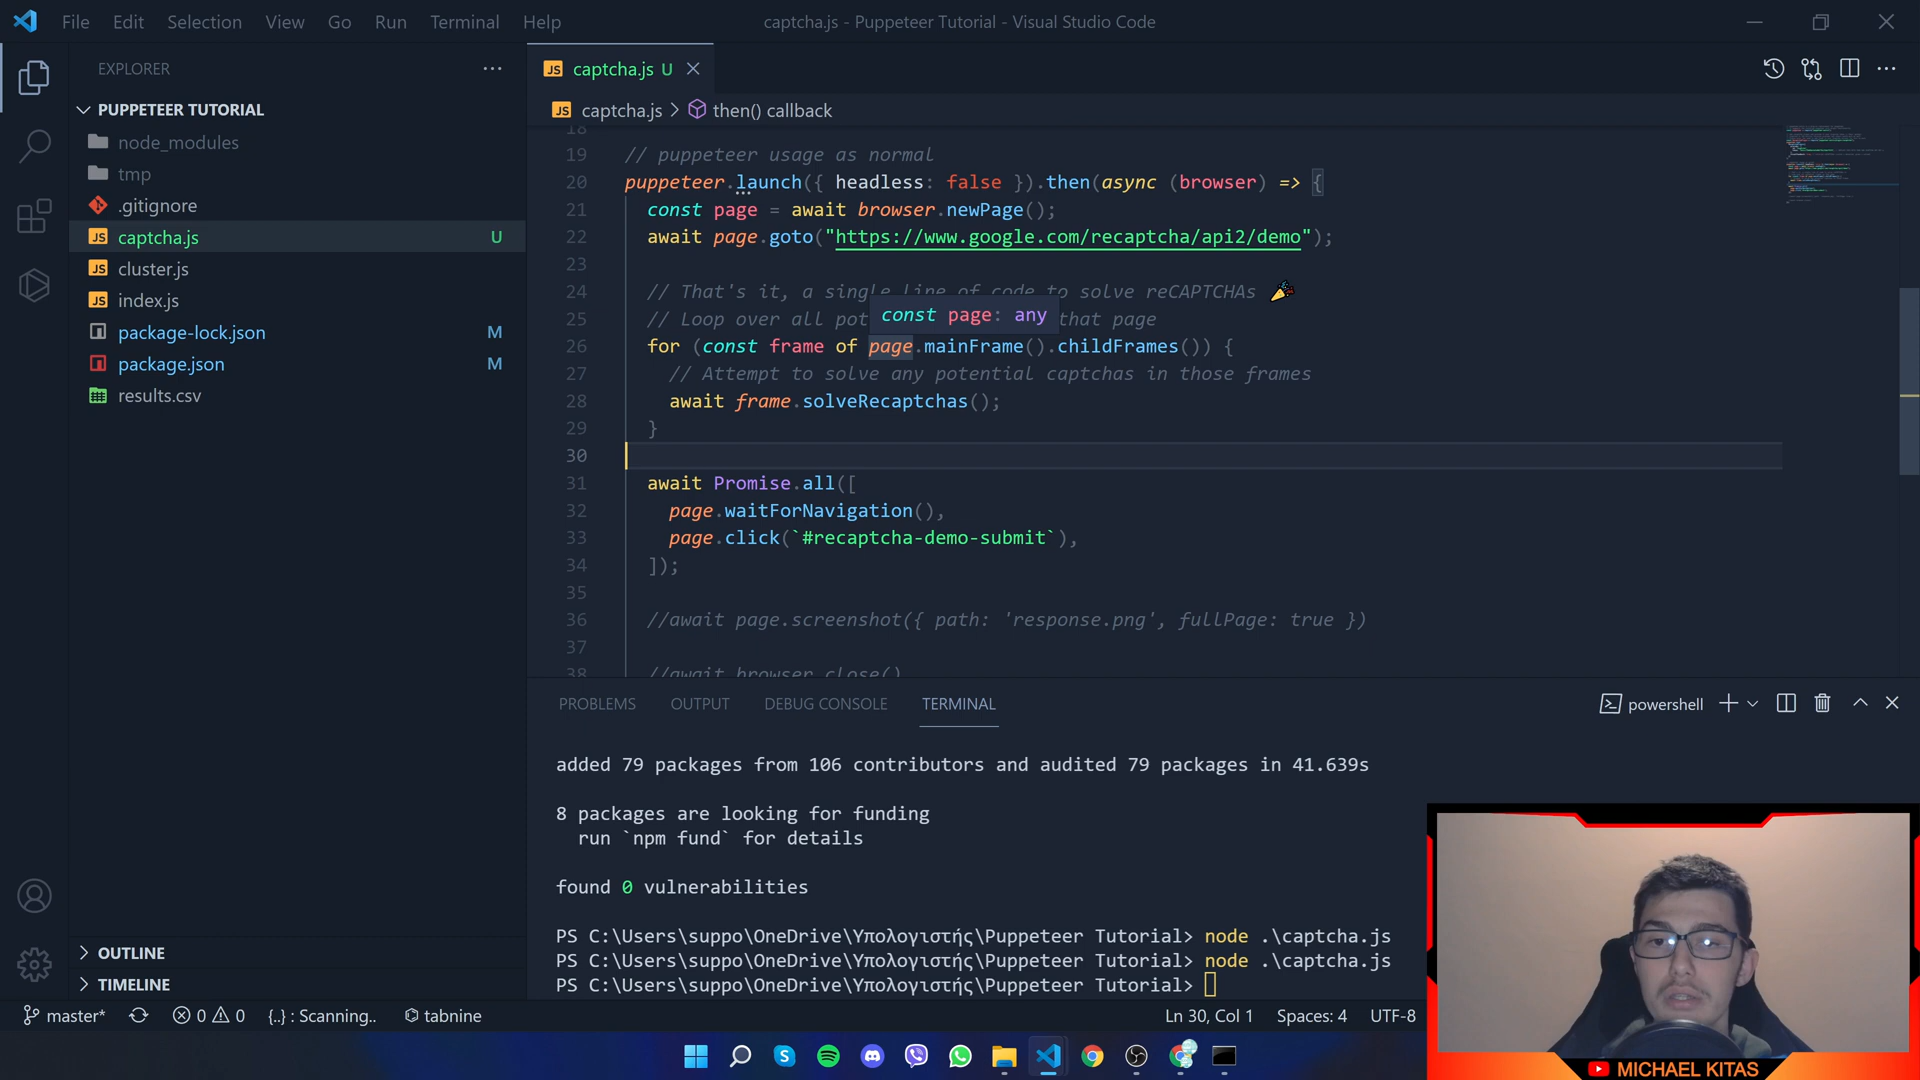 File Edit Selection View Go Run Terminal Help
captcha.js - Puppeteer Tutorial - Visual Studio Code
EXPLORER
PUPPETEER TUTORIAL
node_modules
tmp
.gitignore
JS captcha.js U
JS cluster.js
JS index.js
package-lock.json M
package.json M
results.csv
OUTLINE
TIMELINE
JS captcha.js U
JS captcha.js > then() callback
18
19 // puppeteer usage as normal
20 puppeteer.launch({ headless: false }).then(async (browser) => {
21 const page = await browser.newPage();
22 await page.goto("https://www.google.com/recaptcha/api2/demo");
23
24 // That's it, a single line of code to solve reCAPTCHAs 🎉
const page: any
25 // Loop over all pot that page
26 for (const frame of page.mainFrame().childFrames()) {
27 // Attempt to solve any potential captchas in those frames
28 await frame.solveRecaptchas();
29 }
30
31 await Promise.all([
32 page.waitForNavigation(),
33 page.click(`#recaptcha-demo-submit`),
34 ]);
35
36 //await page.screenshot({ path: 'response.png', fullPage: true })
37
38 //await browser.close()
PROBLEMS OUTPUT DEBUG CONSOLE TERMINAL
powershell
added 79 packages from 106 contributors and audited 79 packages in 41.639s
8 packages are looking for funding
run `npm fund` for details
found 0 vulnerabilities
PS C:\Users\suppo\OneDrive\Υπολογιστής\Puppeteer Tutorial> node .\captcha.js
PS C:\Users\suppo\OneDrive\Υπολογιστής\Puppeteer Tutorial> node .\captcha.js
PS C:\Users\suppo\OneDrive\Υπολογιστής\Puppeteer Tutorial>
master* 0 0 {..} : Scanning.. tabnine
Ln 30, Col 1 Spaces: 4 UTF-8
MICHAEL KITAS